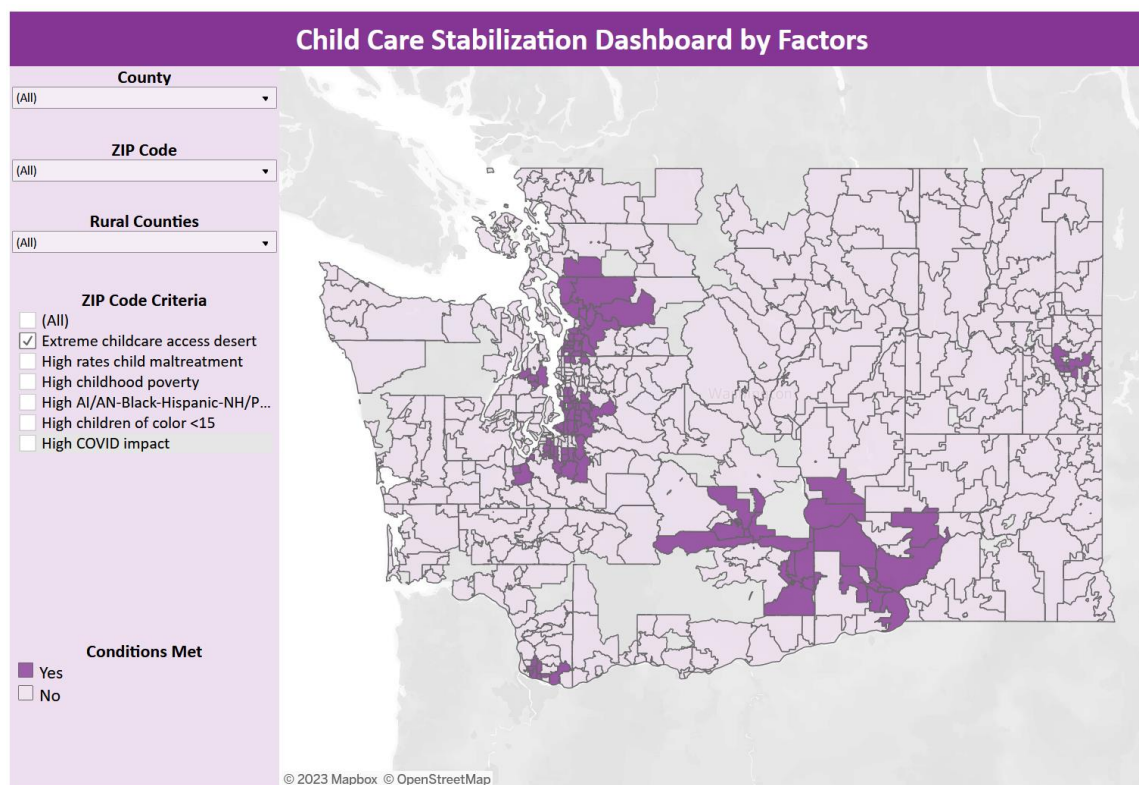 Child Care Stabilization Dashboard by Factors
County
(All)
ZIP Code
(All)
Rural Counties
(All)
ZIP Code Criteria
(All)
Extreme childcare access desert
High rates child maltreatment
High childhood poverty
High AI/AN-Black-Hispanic-NH/P...
High children of color <15
High COVID impact
Conditions Met
Yes
No
© 2023 Mapbox © OpenStreetMap